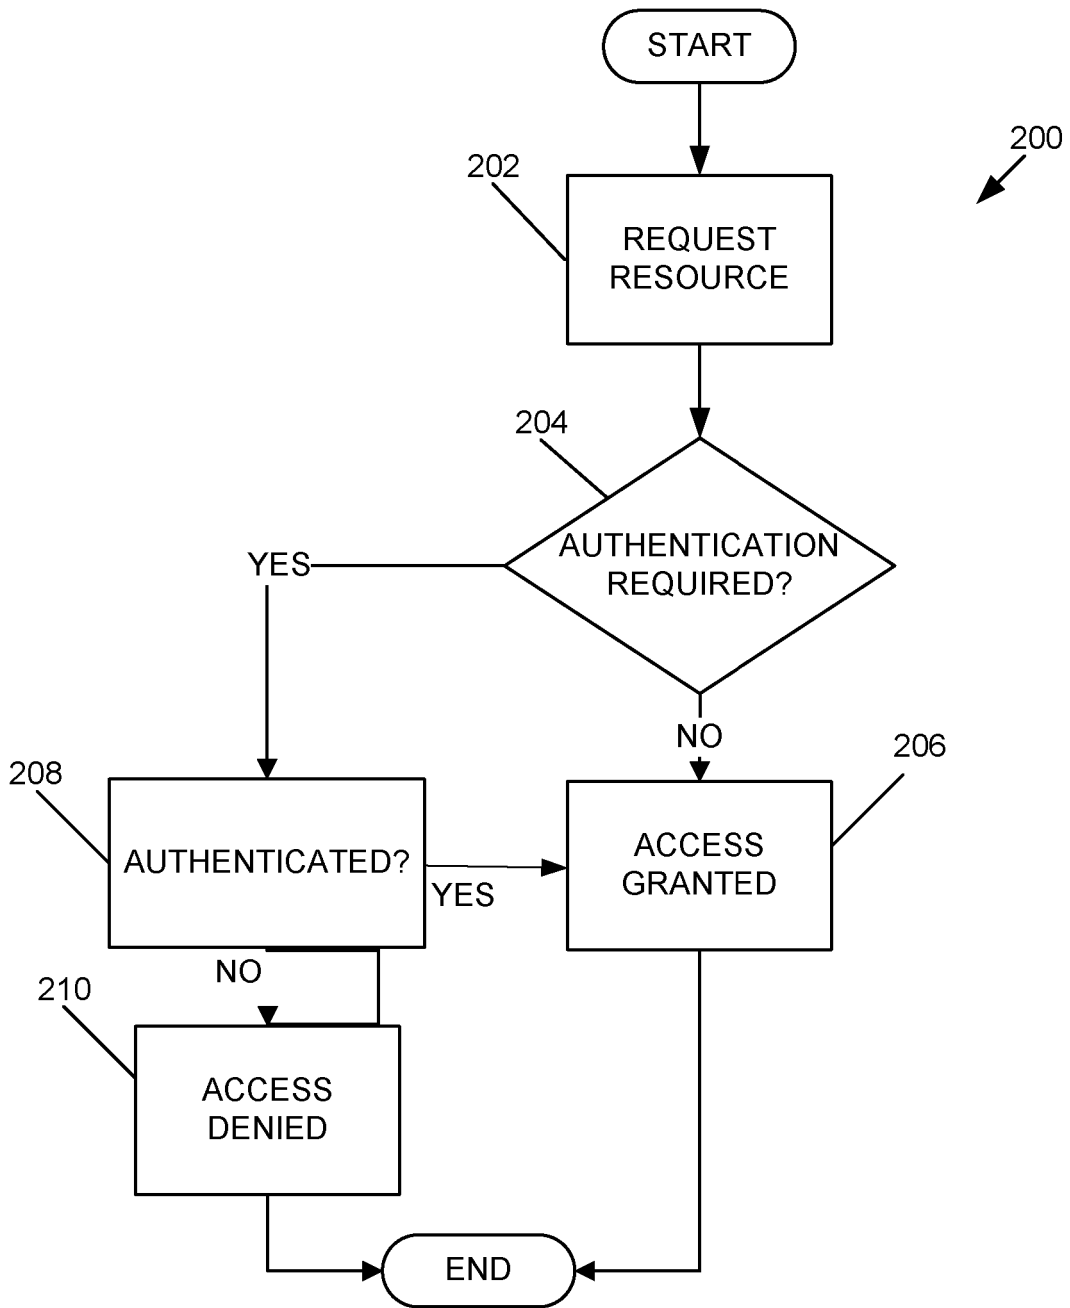 START
200
202
REQUEST
RESOURCE
204
AUTHENTICATION
REQUIRED?
YES
NO
206
208
AUTHENTICATED?
YES
ACCESS
GRANTED
NO
210
ACCESS
DENIED
END